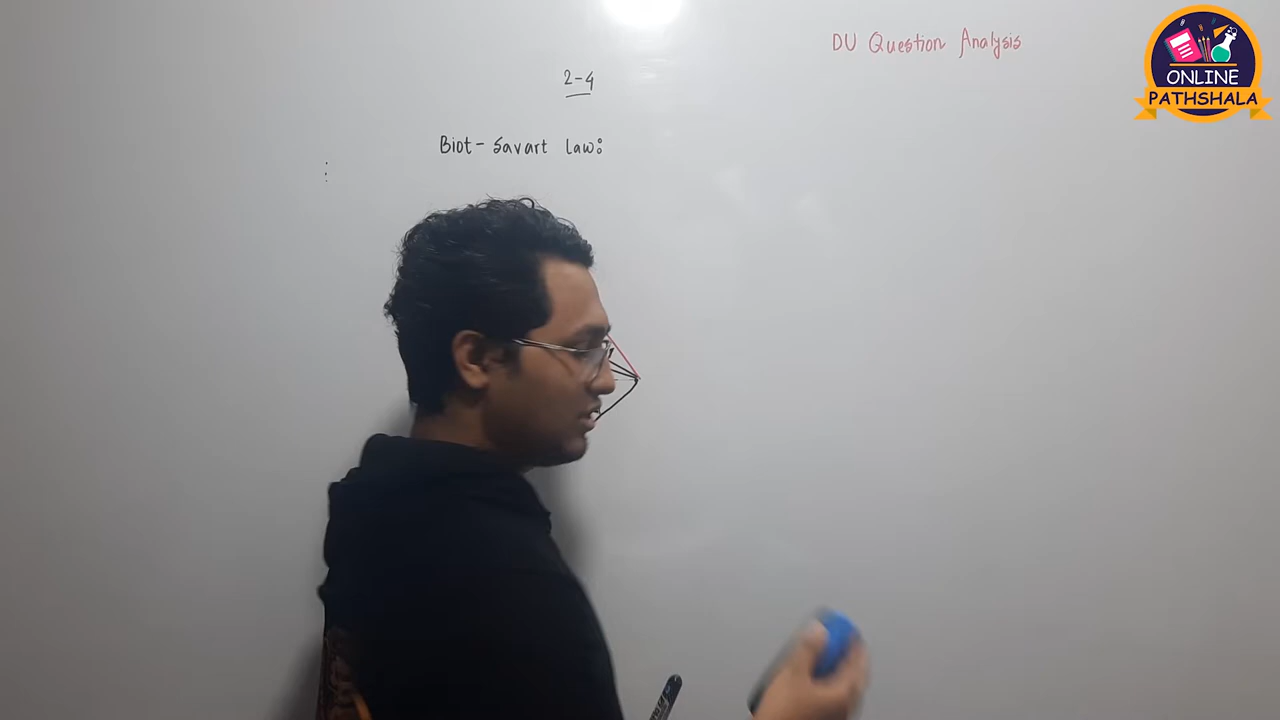 DU Question Analysis
ONLINE
PATHSHALA
2-4
Biot-Savart law: